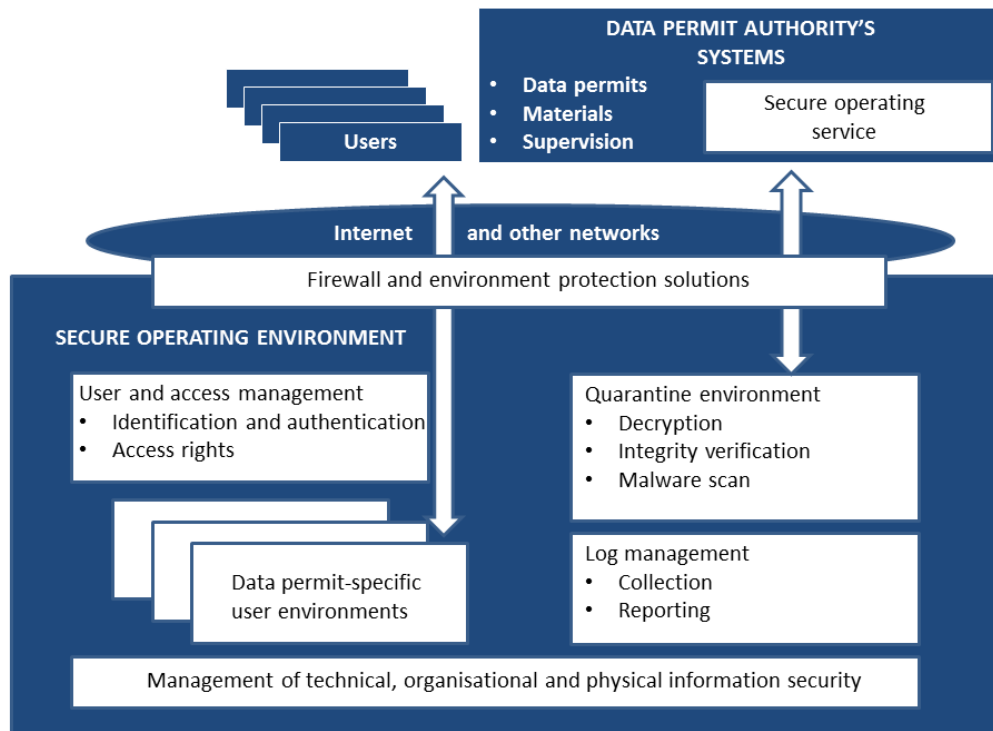 DATA PERMIT AUTHORITY'S
SYSTEMS
• Data permits
• Materials
• Supervision
Secure operating
service
Users
Internet and other networks
Firewall and environment protection solutions
SECURE OPERATING ENVIRONMENT
User and access management
• Identification and authentication
• Access rights
Quarantine environment
• Decryption
• Integrity verification
• Malware scan
Data permit-specific
user environments
Log management
• Collection
• Reporting
Management of technical, organisational and physical information security